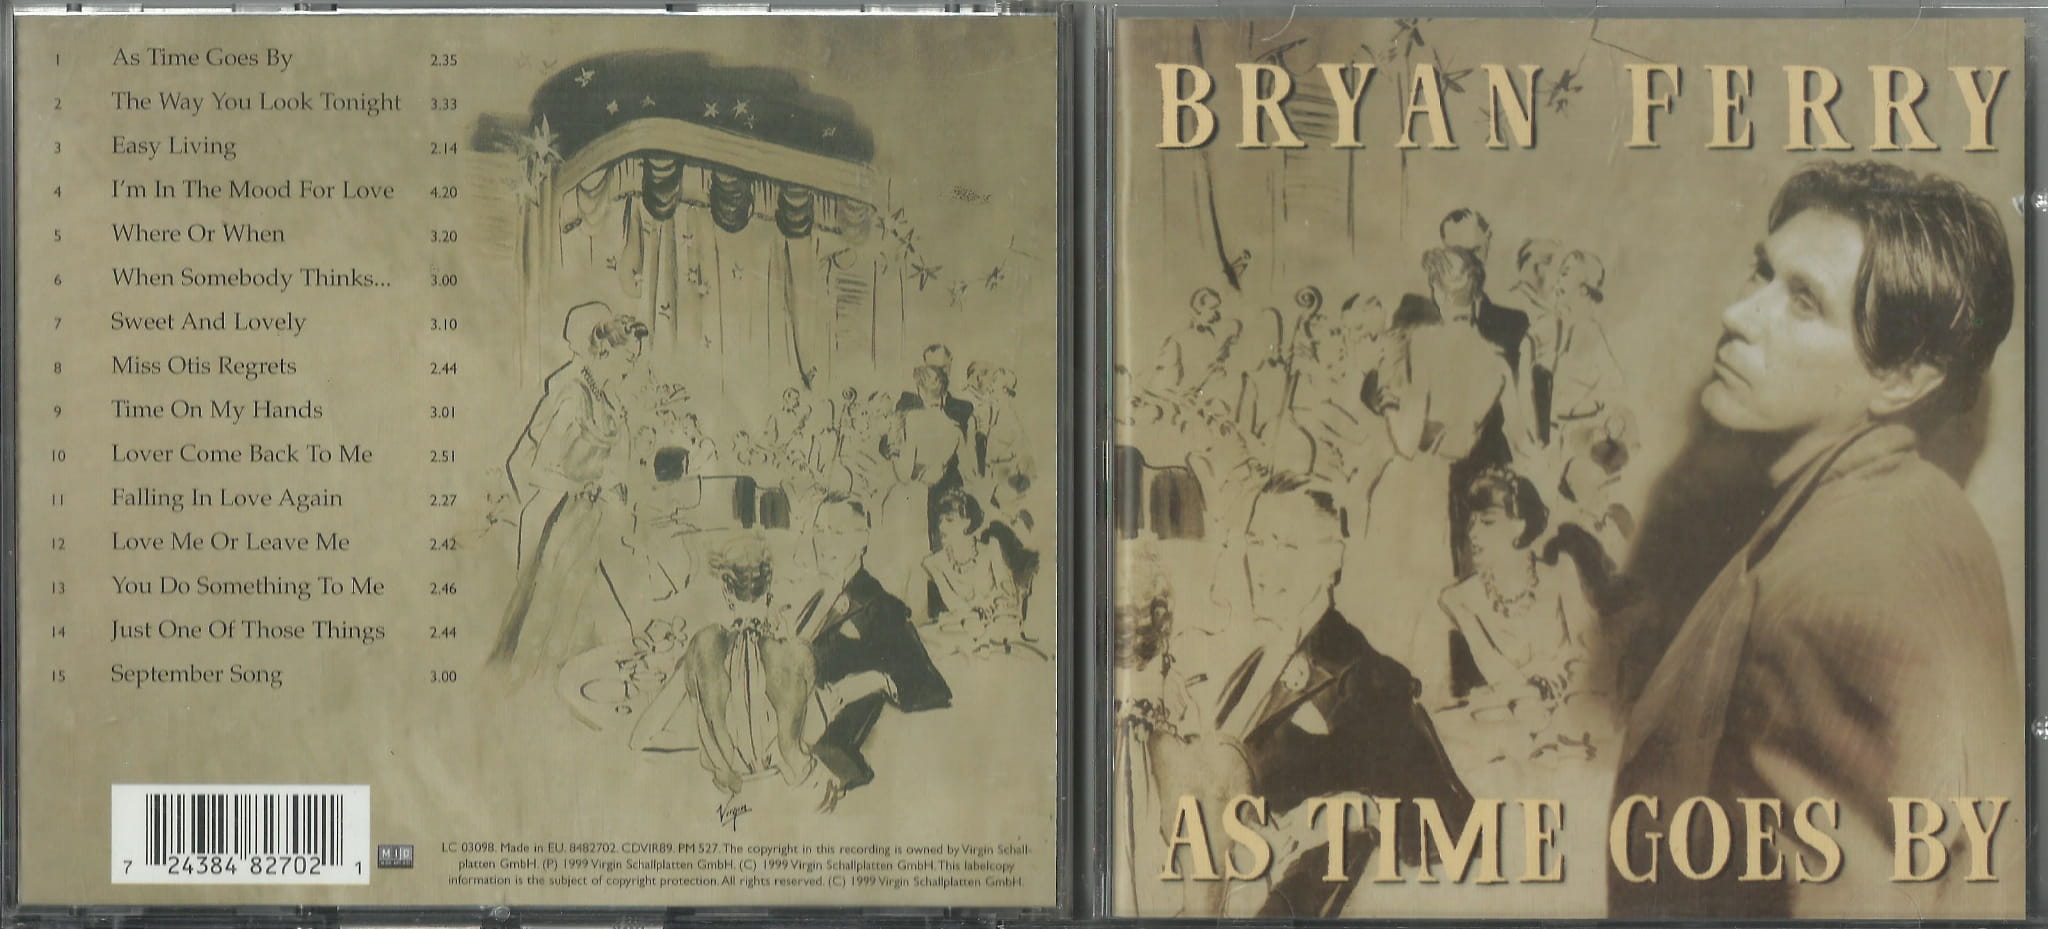 1 As Time Goes By 2.35
2 The Way You Look Tonight 3.33
3 Easy Living 2.14
4 I'm In The Mood For Love 4.20
5 Where Or When 3.20
6 When Somebody Thinks... 3.00
7 Sweet And Lovely 3.10
8 Miss Otis Regrets 2.44
9 Time On My Hands 3.01
10 Lover Come Back To Me 2.51
11 Falling In Love Again 2.27
12 Love Me Or Leave Me 2.42
13 You Do Something To Me 2.46
14 Just One Of Those Things 2.44
15 September Song 3.00
Virgin
7 24384 82702 1
LC 03098. Made in EU. 8482702. CDVIR89. PM 527. The copyright in this recording is owned by Virgin Schall-
platten GmbH. (P) 1999 Virgin Schallplatten GmbH. (C) 1999 Virgin Schallplatten GmbH. This labelcopy
information is the subject of copyright protection. All rights reserved. (C) 1999 Virgin Schallplatten GmbH.
BRYAN FERRY
AS TIME GOES BY